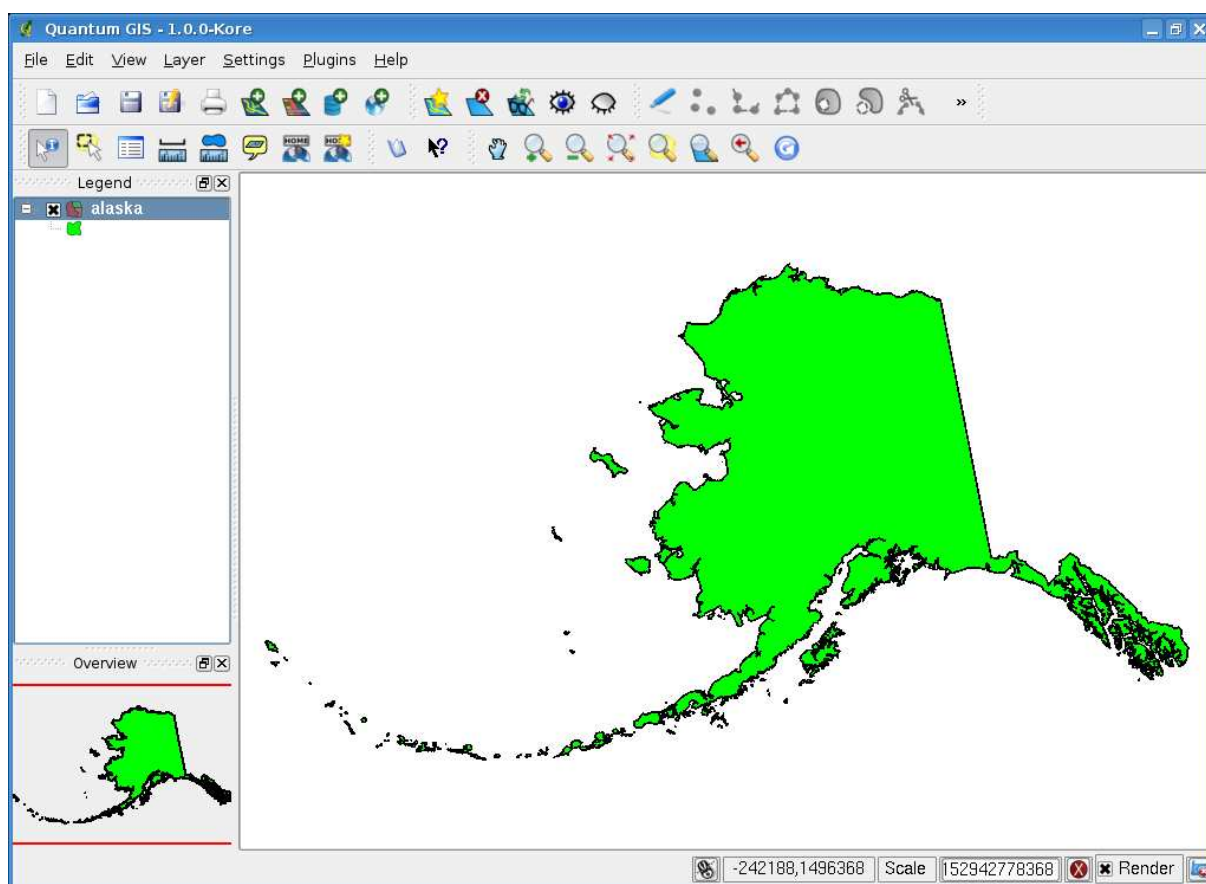 Quantum GIS - 1.0.0-Kore
File Edit View Layer Settings Plugins Help
»
HOME
Legend
alaska
Overview
-242188,1496368 Scale 152942778368 Render